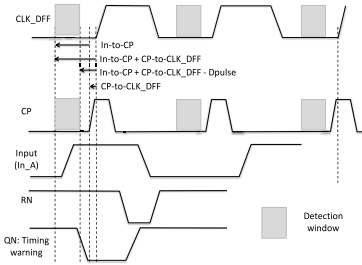 CLK_DFF
In-to-CP
In-to-CP + CP-to-CLK_DFF
In-to-CP + CP-to-CLK_DFF - Dpulse
CP-to-CLK_DFF
CP
Input
(In_A)
RN
QN: Timing
warning
Detection
window